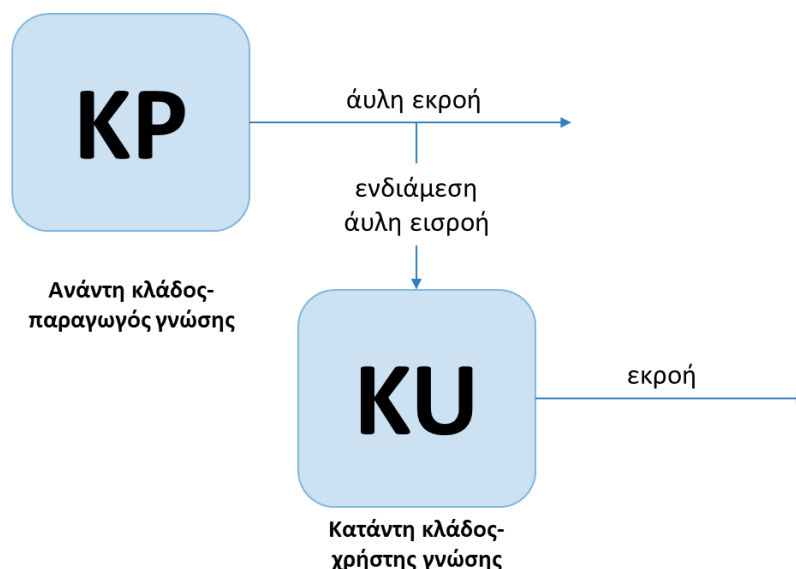 KP
άυλη εκροή
ενδιάμεση
άυλη εισροή
Ανάντη κλάδος-
παραγωγός γνώσης
KU
εκροή
Κατάντη κλάδος-
χρήστης γνώσης